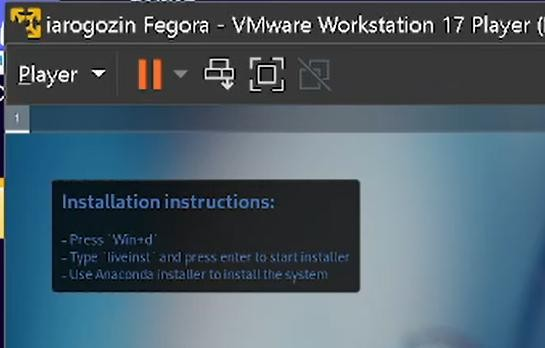 iarogozin Fegora - VMware Workstation 17 Player (
Player
1
Installation instructions:
- Press `Win+d`
- Type `liveinst` and press enter to start installer
- Use Anaconda installer to install the system